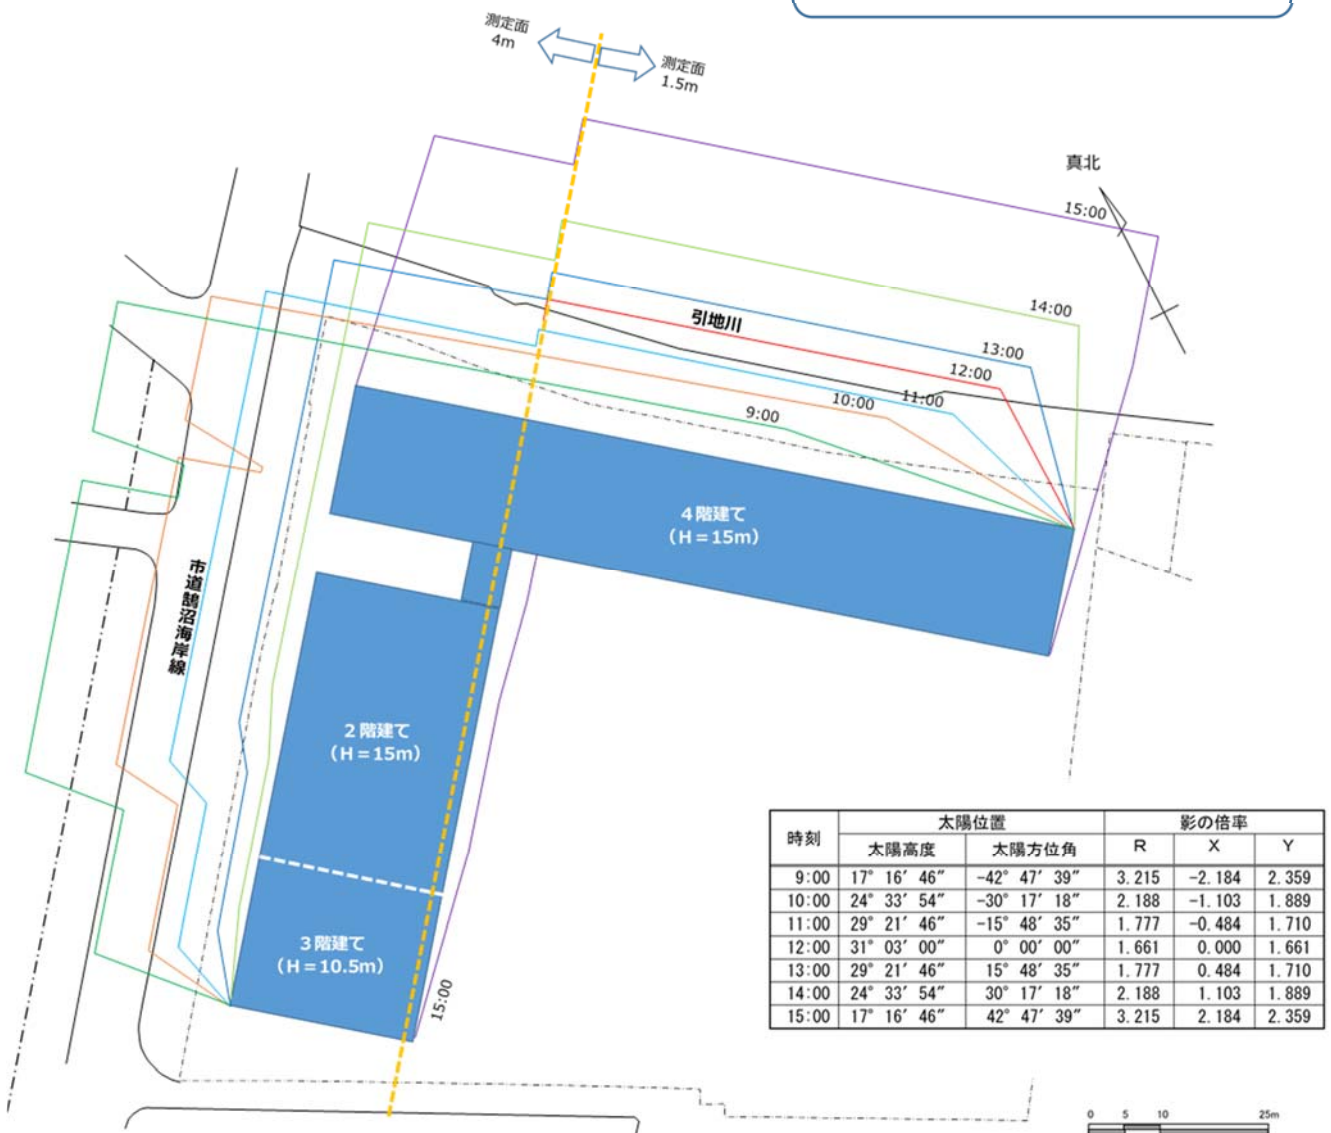 測定面
4m
測定面
1.5m
真北
15:00
14:00
13:00
12:00
11:00
10:00
9:00
引地川
4階建て
(H=15m)
市道鵠沼海岸線
2階建て
(H=15m)
3階建て
(H=10.5m)
15:00
時刻 太陽位置 影の倍率
太陽高度 太陽方位角 R X Y
9:00 17° 16′ 46″ -42° 47′ 39″ 3.215 -2.184 2.359
10:00 24° 33′ 54″ -30° 17′ 18″ 2.188 -1.103 1.889
11:00 29° 21′ 46″ -15° 48′ 35″ 1.777 -0.484 1.710
12:00 31° 03′ 00″ 0° 00′ 00″ 1.661 0.000 1.661
13:00 29° 21′ 46″ 15° 48′ 35″ 1.777 0.484 1.710
14:00 24° 33′ 54″ 30° 17′ 18″ 2.188 1.103 1.889
15:00 17° 16′ 46″ 42° 47′ 39″ 3.215 2.184 2.359
0 5 10 25m